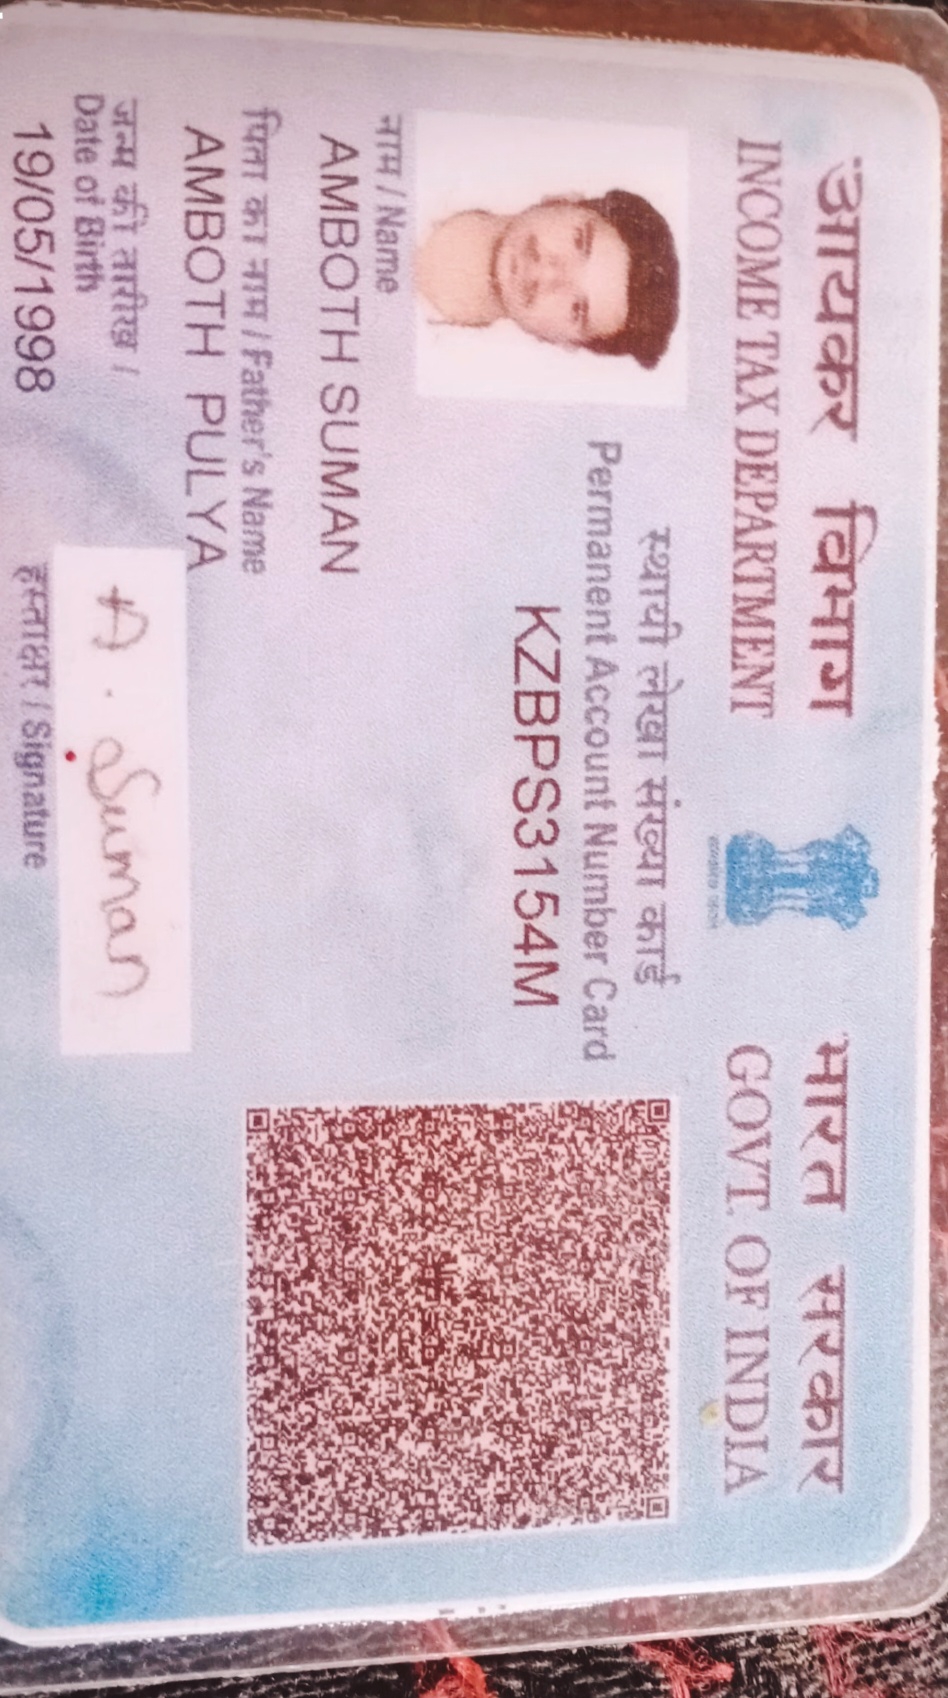 आयकर विभाग
INCOME TAX DEPARTMENT
भारत सरकार
GOVT. OF INDIA
स्थायी लेखा संख्या कार्ड
Permanent Account Number Card
KZBPS3154M
नाम / Name
AMBOTH SUMAN
पिता का नाम / Father's Name
AMBOTH PULYA
जन्म की तारीख /
Date of Birth
19/05/1998
A. Suman
हस्ताक्षर / Signature